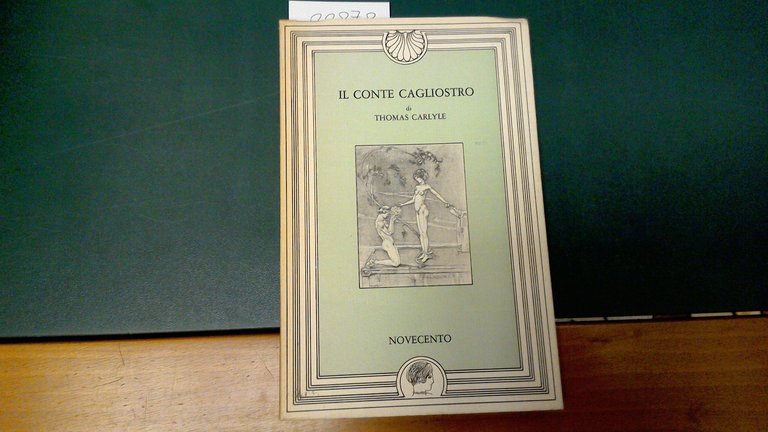 IL CONTE CAGLIOSTRO
di
THOMAS CARLYLE
NOVECENTO